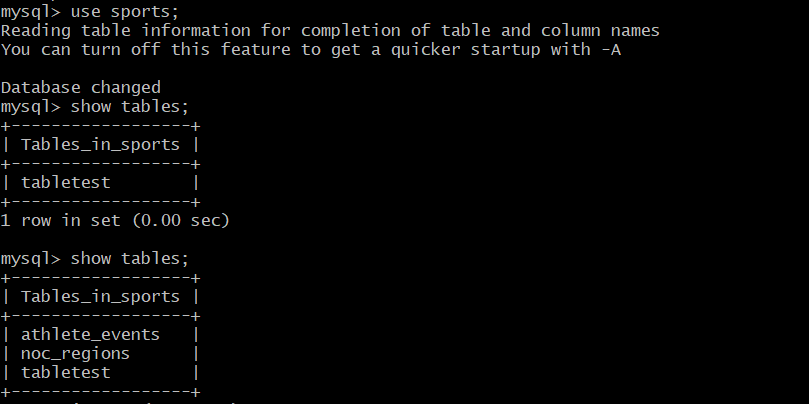 mysql> use sports;
Reading table information for completion of table and column names
You can turn off this feature to get a quicker startup with -A
Database changed
mysql> show tables;
+------------------+
| Tables_in_sports |
+------------------+
| tabletest        |
+------------------+
1 row in set (0.00 sec)
mysql> show tables;
+------------------+
| Tables_in_sports |
+------------------+
| athlete_events   |
| noc_regions      |
| tabletest        |
+------------------+